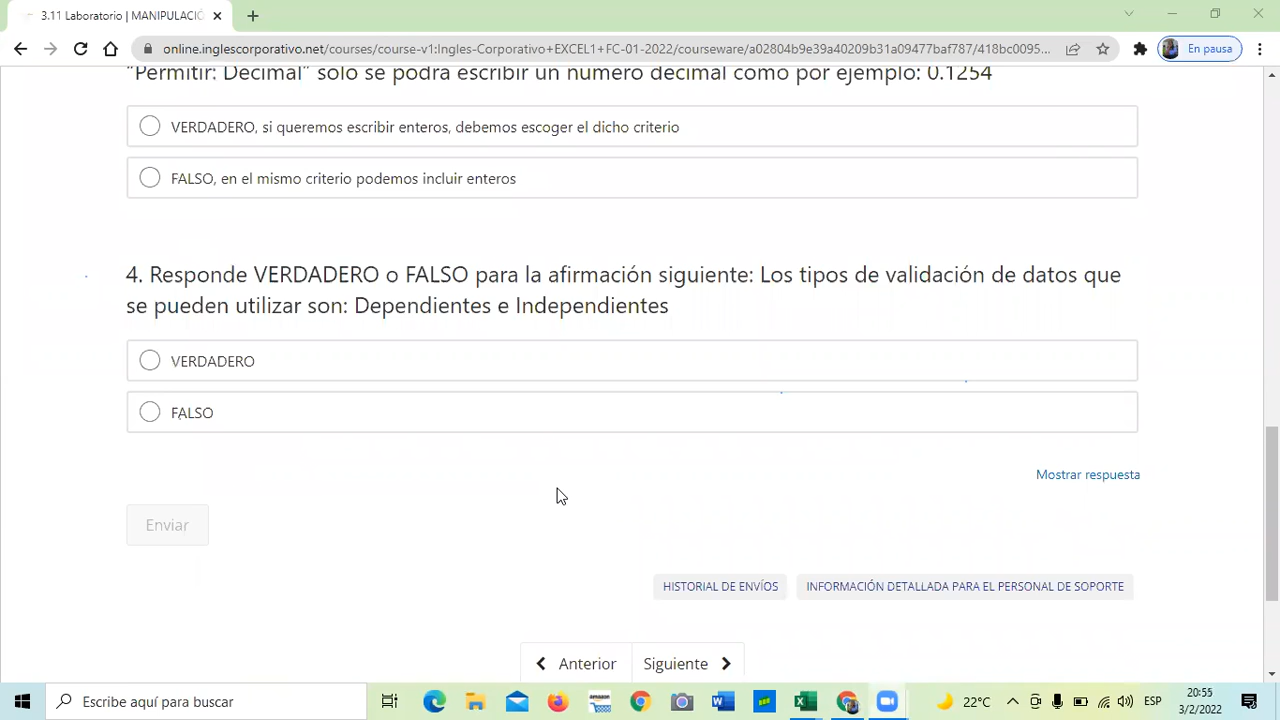 3.11 Laboratorio | MANIPULACIÓ
online.inglescorporativo.net/courses/course-v1:Ingles-Corporativo+EXCEL1+FC-01-2022/courseware/a02804b9e39a40209b31a09477baf787/418bc0095...
En pausa
"Permitir: Decimal" solo se podrá escribir un número decimal como por ejemplo: 0.1254
VERDADERO, si queremos escribir enteros, debemos escoger el dicho criterio
FALSO, en el mismo criterio podemos incluir enteros
4. Responde VERDADERO o FALSO para la afirmación siguiente: Los tipos de validación de datos que
se pueden utilizar son: Dependientes e Independientes
VERDADERO
FALSO
Mostrar respuesta
Enviar
HISTORIAL DE ENVÍOS
INFORMACIÓN DETALLADA PARA EL PERSONAL DE SOPORTE
Anterior
Siguiente
Escribe aquí para buscar
22°C
ESP
20:55
3/2/2022